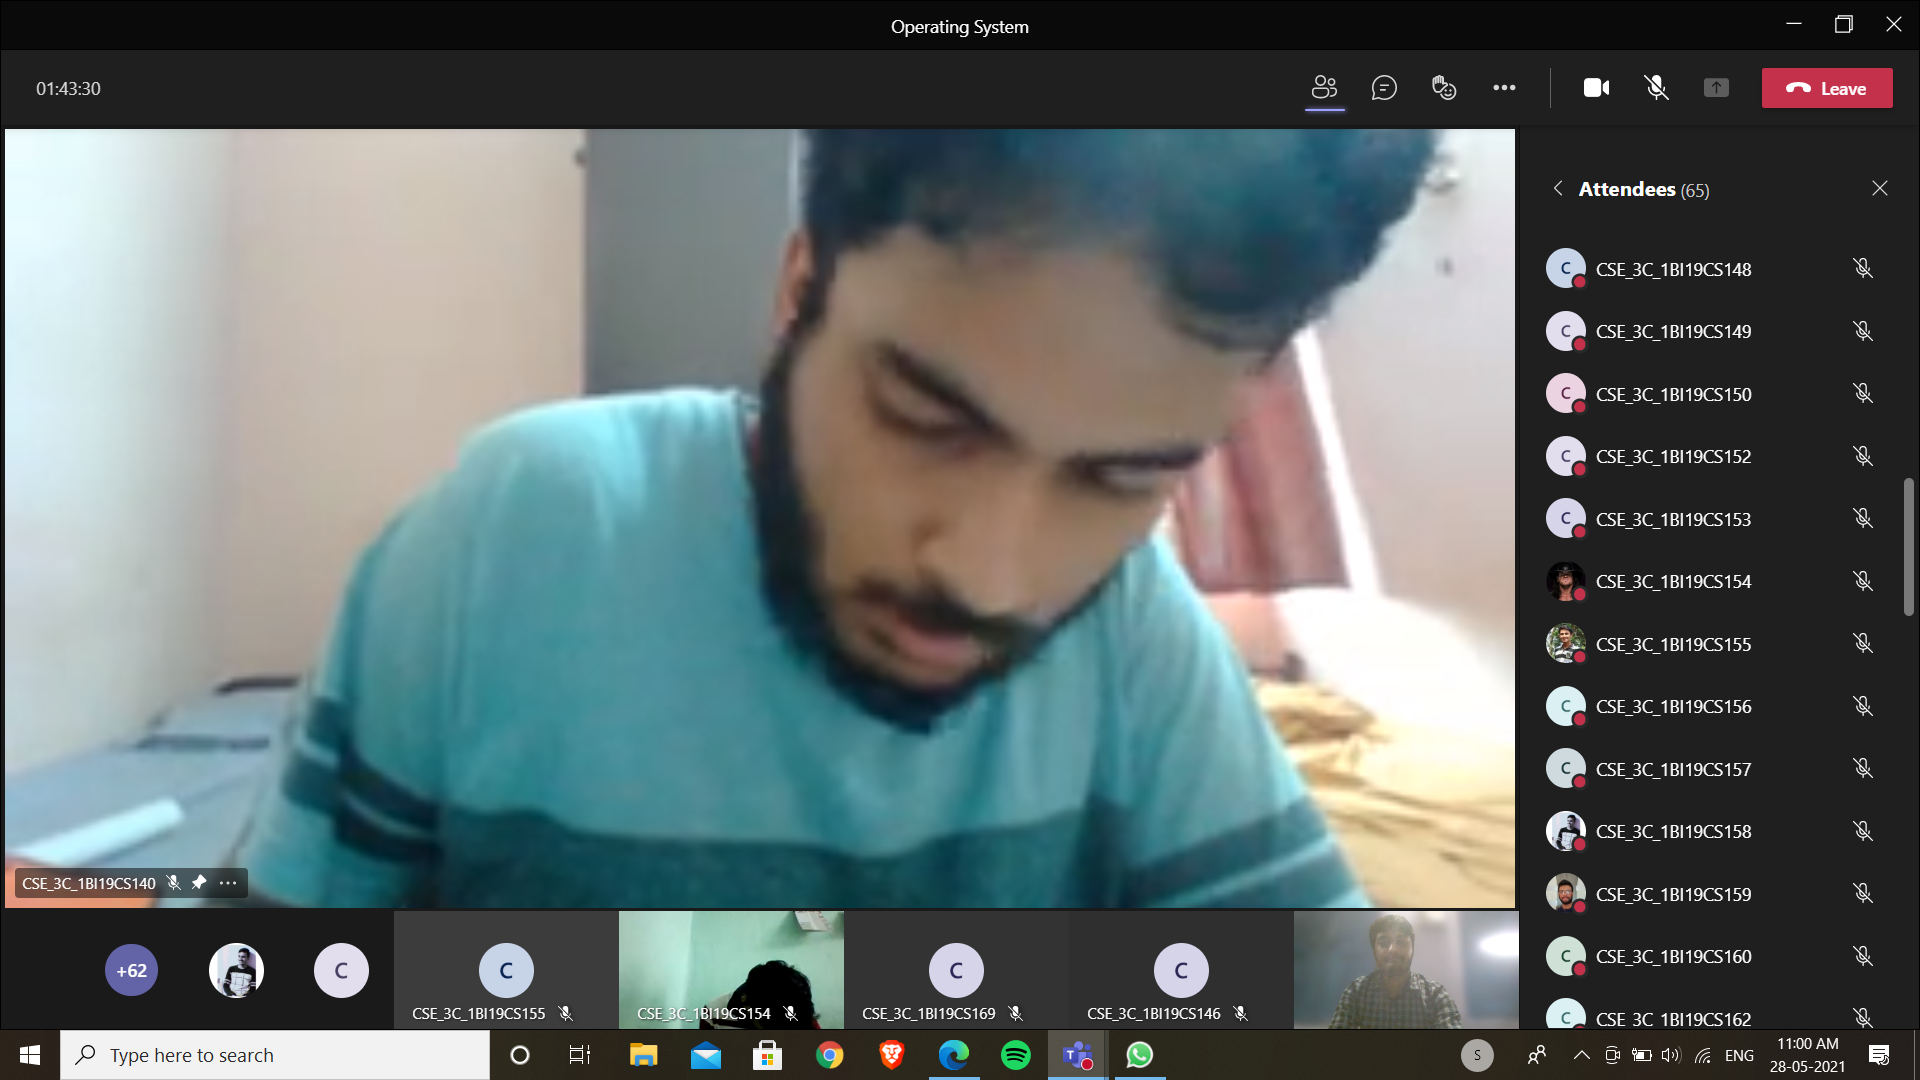 Operating System
01:43:30
Leave
Attendees (65)
C CSE_3C_1BI19CS148
C CSE_3C_1BI19CS149
C CSE_3C_1BI19CS150
C CSE_3C_1BI19CS152
C CSE_3C_1BI19CS153
CSE_3C_1BI19CS154
CSE_3C_1BI19CS155
C CSE_3C_1BI19CS156
C CSE_3C_1BI19CS157
CSE_3C_1BI19CS158
CSE_3C_1BI19CS159
C CSE_3C_1BI19CS160
C CSE_3C_1BI19CS162
CSE_3C_1BI19CS140
+62
C
C
CSE_3C_1BI19CS155
CSE_3C_1BI19CS154
C
CSE_3C_1BI19CS169
C
CSE_3C_1BI19CS146
Type here to search
T
S
ENG
11:00 AM
28-05-2021